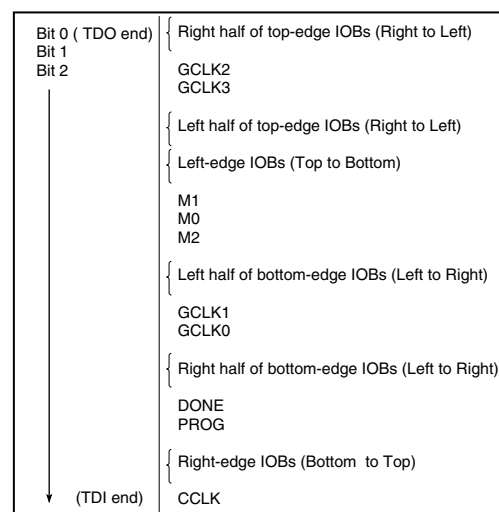 Bit 0 ( TDO end)
Bit 1
Bit 2
Right half of top-edge IOBs (Right to Left)
GCLK2
GCLK3
Left half of top-edge IOBs (Right to Left)
Left-edge IOBs (Top to Bottom)
M1
M0
M2
Left half of bottom-edge IOBs (Left to Right)
GCLK1
GCLK0
Right half of bottom-edge IOBs (Left to Right)
DONE
PROG
Right-edge IOBs (Bottom to Top)
(TDI end)
CCLK